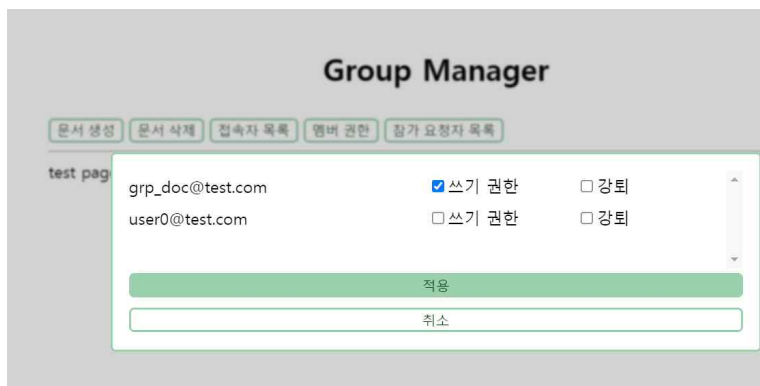 Group Manager
문서 생성 문서 삭제 접속자 목록 멤버 권한 참가 요청자 목록
test pag
grp_doc@test.com 쓰기 권한 강퇴
user0@test.com 쓰기 권한 강퇴
적용
취소